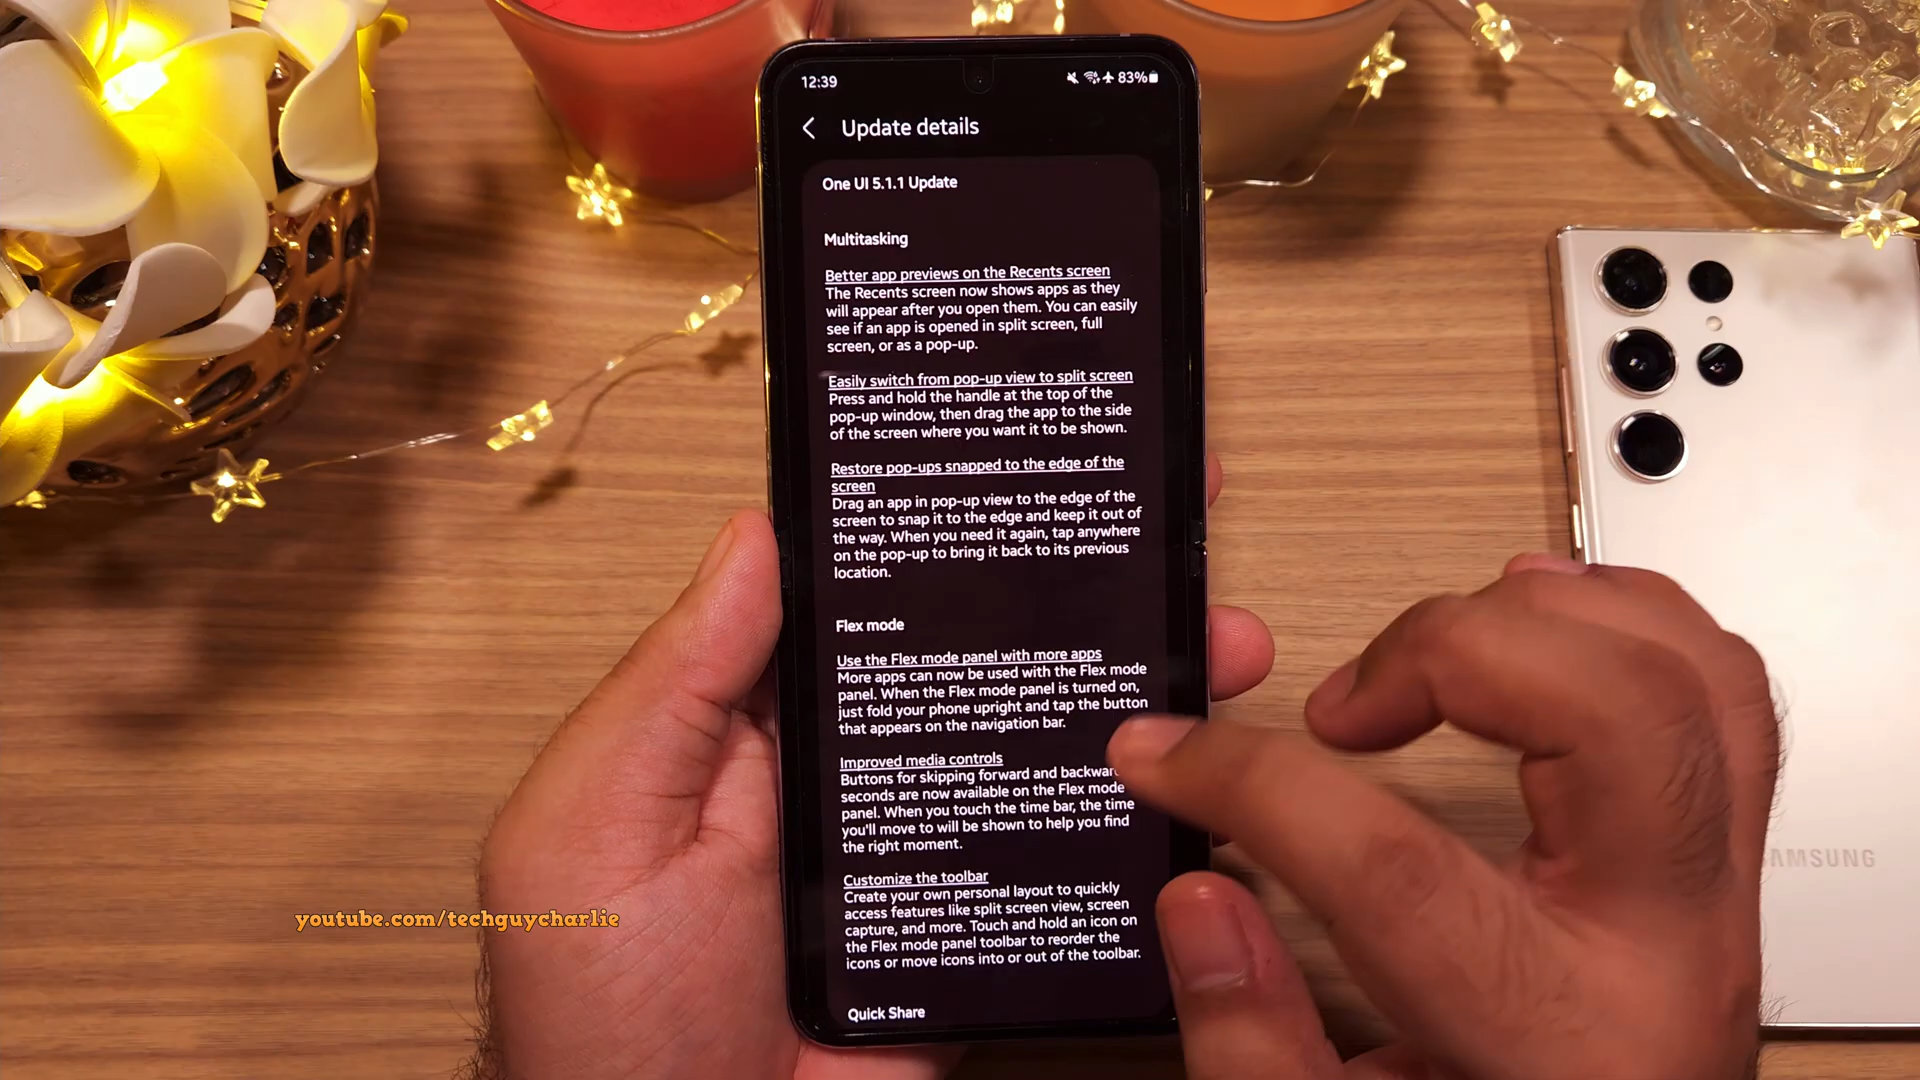 12:39
83%
Update details
One UI 5.1.1 Update
Multitasking
Better app previews on the Recents screen
The Recents screen now shows apps as they
will appear after you open them. You can easily
see if an app is opened in split screen, full
screen, or as a pop-up.
Easily switch from pop-up view to split screen
Press and hold the handle at the top of the
pop-up window, then drag the app to the side
of the screen where you want it to be shown.
Restore pop-ups snapped to the edge of the
screen
Drag an app in pop-up view to the edge of the
screen to snap it to the edge and keep it out of
the way. When you need it again, tap anywhere
on the pop-up to bring it back to its previous
location.
Flex mode
Use the Flex mode panel with more apps
More apps can now be used with the Flex mode
panel. When the Flex mode panel is turned on,
just fold your phone upright and tap the button
that appears on the navigation bar.
Improved media controls
Buttons for skipping forward and backwar
seconds are now available on the Flex mode
panel. When you touch the time bar, the time
you'll move to will be shown to help you find
the right moment.
Customize the toolbar
Create your own personal layout to quickly
access features like split screen view, screen
capture, and more. Touch and hold an icon on
the Flex mode panel toolbar to reorder the
icons or move icons into or out of the toolbar.
Quick Share
SAMSUNG
youtube.com/techguycharlie